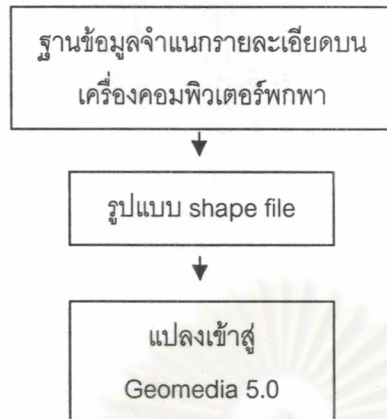 ฐานข้อมูลจำแนกรายละเอียดบน
เครื่องคอมพิวเตอร์พกพา
รูปแบบ shape file
แปลงเข้าสู่
Geomedia 5.0